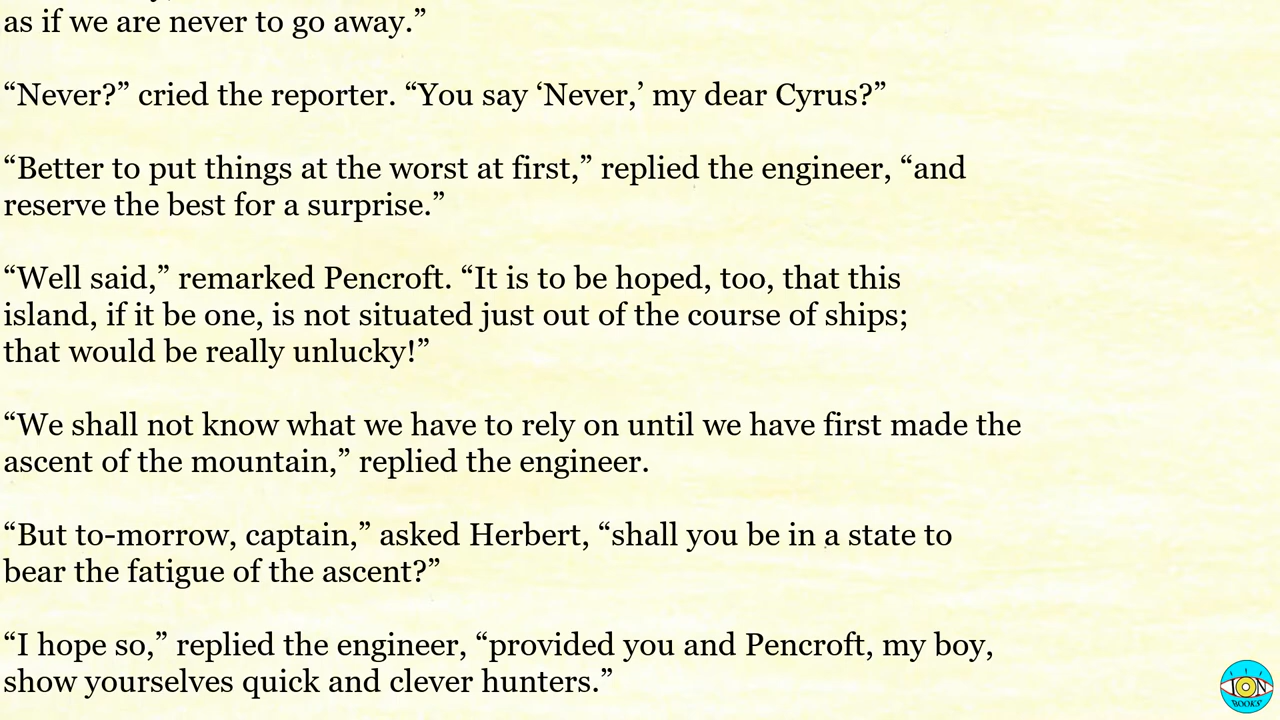 as if we are never to go away.”
“Never?” cried the reporter. “You say ‘Never,’ my dear Cyrus?”
“Better to put things at the worst at first,” replied the engineer, “and
reserve the best for a surprise.”
“Well said,” remarked Pencroft. “It is to be hoped, too, that this
island, if it be one, is not situated just out of the course of ships;
that would be really unlucky!”
“We shall not know what we have to rely on until we have first made the
ascent of the mountain,” replied the engineer.
“But to-morrow, captain,” asked Herbert, “shall you be in a state to
bear the fatigue of the ascent?”
“I hope so,” replied the engineer, “provided you and Pencroft, my boy,
show yourselves quick and clever hunters.”
ION
BOOKS